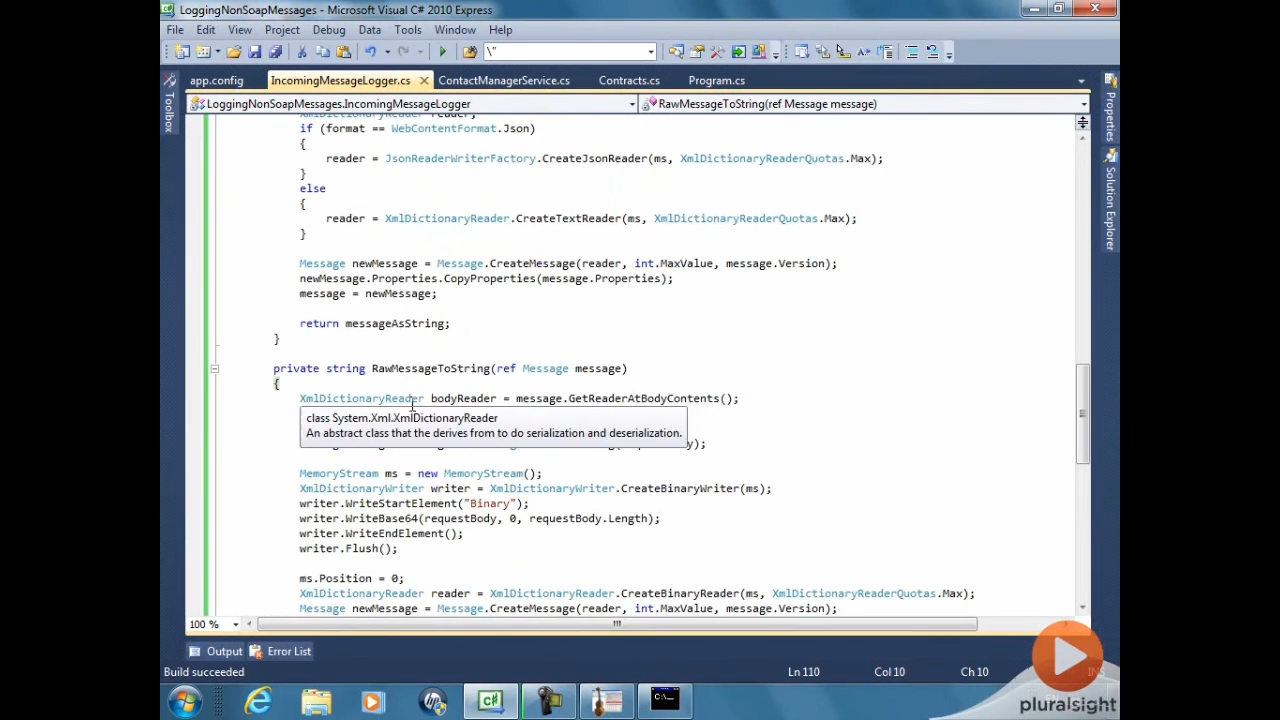 LoggingNonSoapMessages - Microsoft Visual C# 2010 Express
File Edit View Project Debug Data Tools Window Help
\"
app.config IncomingMessageLogger.cs ContactManagerService.cs Contracts.cs Program.cs
LoggingNonSoapMessages.IncomingMessageLogger RawMessageToString(ref Message message)
Toolbox
Properties
Solution Explorer
XmlDictionaryReader reader;
if (format == WebContentFormat.Json)
{
reader = JsonReaderWriterFactory.CreateJsonReader(ms, XmlDictionaryReaderQuotas.Max);
}
else
{
reader = XmlDictionaryReader.CreateTextReader(ms, XmlDictionaryReaderQuotas.Max);
}
Message newMessage = Message.CreateMessage(reader, int.MaxValue, message.Version);
newMessage.Properties.CopyProperties(message.Properties);
message = newMessage;
return messageAsString;
}
private string RawMessageToString(ref Message message)
{
XmlDictionaryReader bodyReader = message.GetReaderAtBodyContents();
class System.Xml.XmlDictionaryReader
An abstract class that the derives from to do serialization and deserialization.
y);
MemoryStream ms = new MemoryStream();
XmlDictionaryWriter writer = XmlDictionaryWriter.CreateBinaryWriter(ms);
writer.WriteStartElement("Binary");
writer.WriteBase64(requestBody, 0, requestBody.Length);
writer.WriteEndElement();
writer.Flush();
ms.Position = 0;
XmlDictionaryReader reader = XmlDictionaryReader.CreateBinaryReader(ms, XmlDictionaryReaderQuotas.Max);
Message newMessage = Message.CreateMessage(reader, int.MaxValue, message.Version);
100 %
Output Error List
Build succeeded Ln 110 Col 10 Ch 10 INS
pluralsight